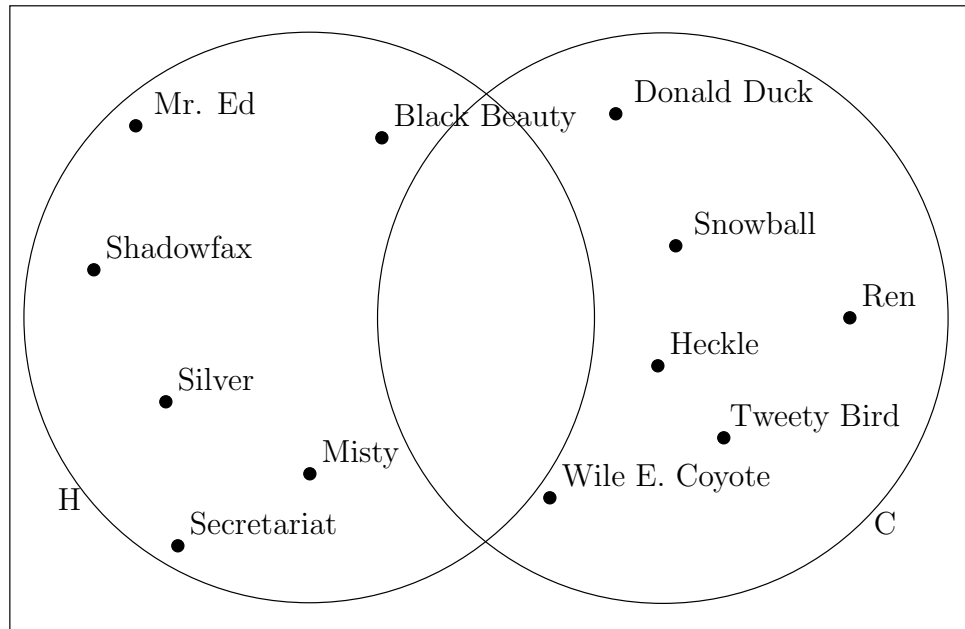 Donald Duck
Mr. Ed
Black Beauty
Snowball
Shadowfax
Ren
Heckle
Silver
Tweety Bird
Misty
Wile E. Coyote
H
Secretariat
C